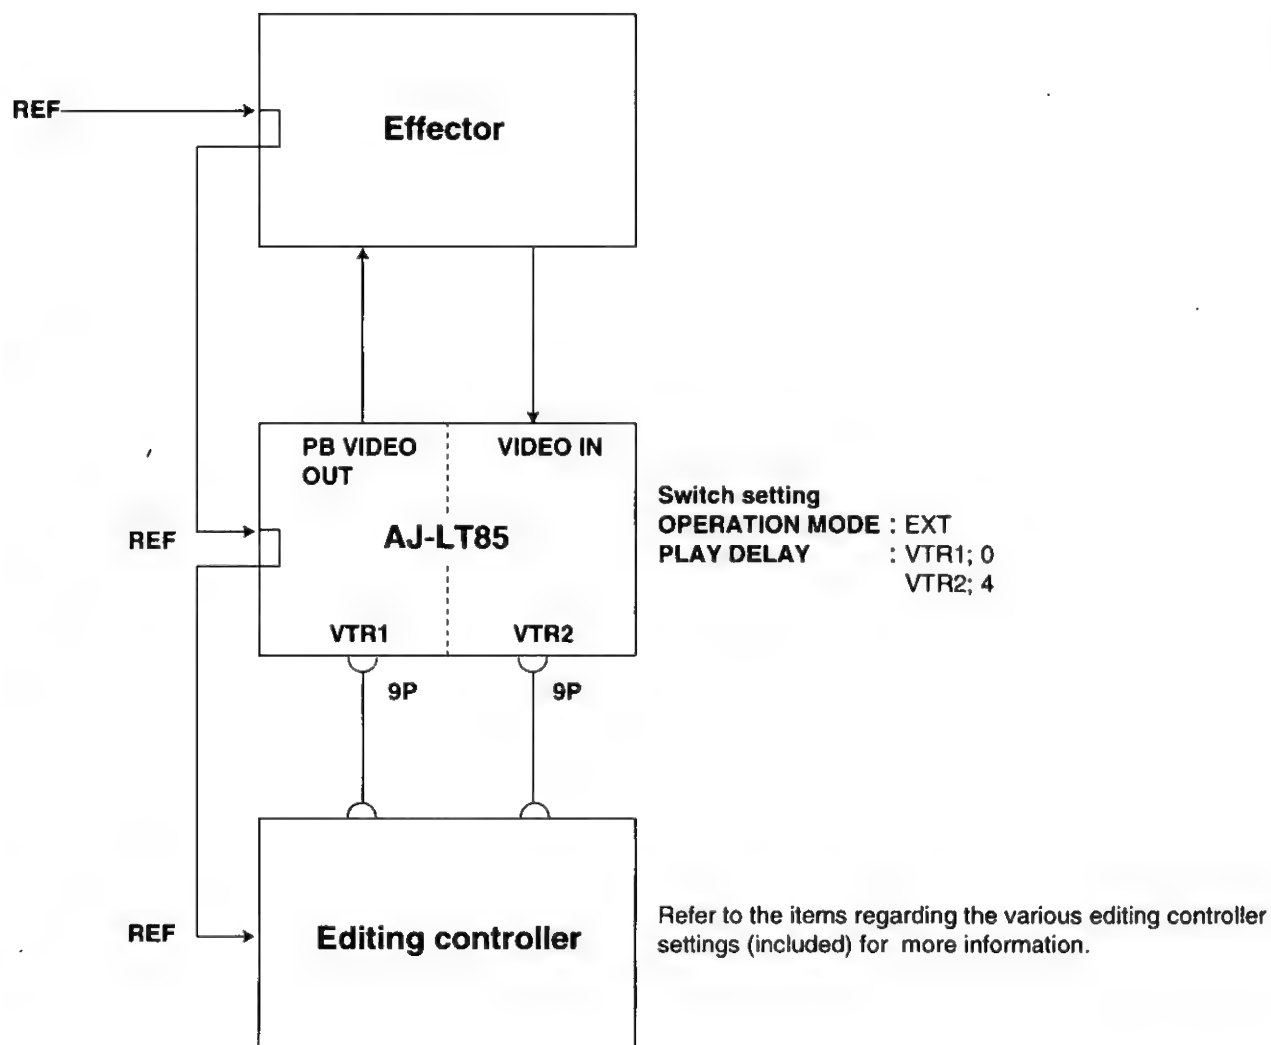 REF
Effector
PB VIDEO
OUT
VIDEO IN
REF
AJ-LT85
Switch setting
OPERATION MODE : EXT
PLAY DELAY : VTR1; 0
VTR2; 4
VTR1
VTR2
9P
9P
REF
Editing controller
Refer to the items regarding the various editing controller
settings (included) for more information.